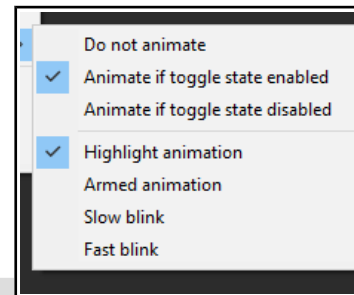 Do not animate
Animate if toggle state enabled
Animate if toggle state disabled
Highlight animation
Armed animation
Slow blink
Fast blink